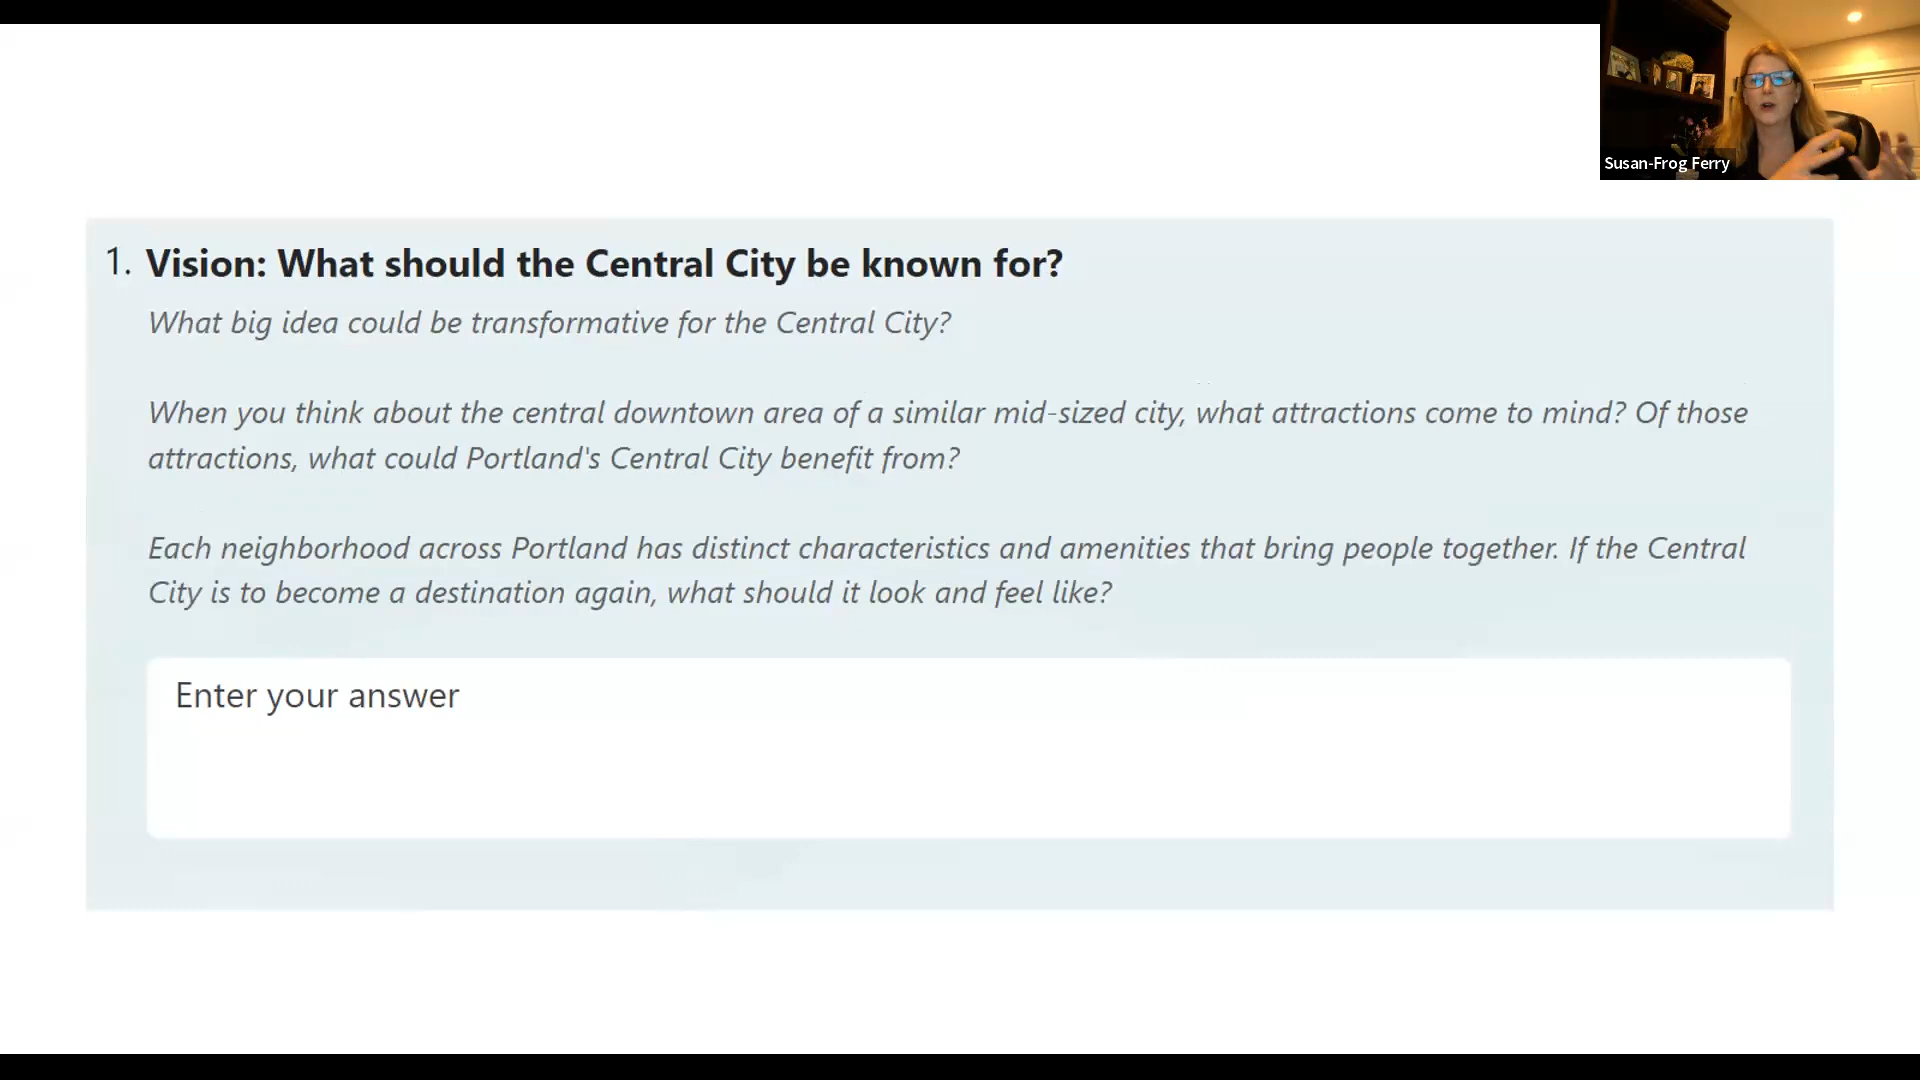 Susan-Frog Ferry
1. Vision: What should the Central City be known for?
What big idea could be transformative for the Central City?
When you think about the central downtown area of a similar mid-sized city, what attractions come to mind? Of those
attractions, what could Portland's Central City benefit from?
Each neighborhood across Portland has distinct characteristics and amenities that bring people together. If the Central
City is to become a destination again, what should it look and feel like?
Enter your answer